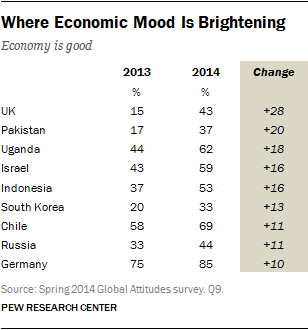 Where Economic Mood Is Brightening
Economy is good
2013 2014 Change
% %
UK 15 43 +28
Pakistan 17 37 +20
Uganda 44 62 +18
Israel 43 59 +16
Indonesia 37 53 +16
South Korea 20 33 +13
Chile 58 69 +11
Russia 33 44 +11
Germany 75 85 +10
Source: Spring 2014 Global Attitudes survey. Q9.
PEW RESEARCH CENTER